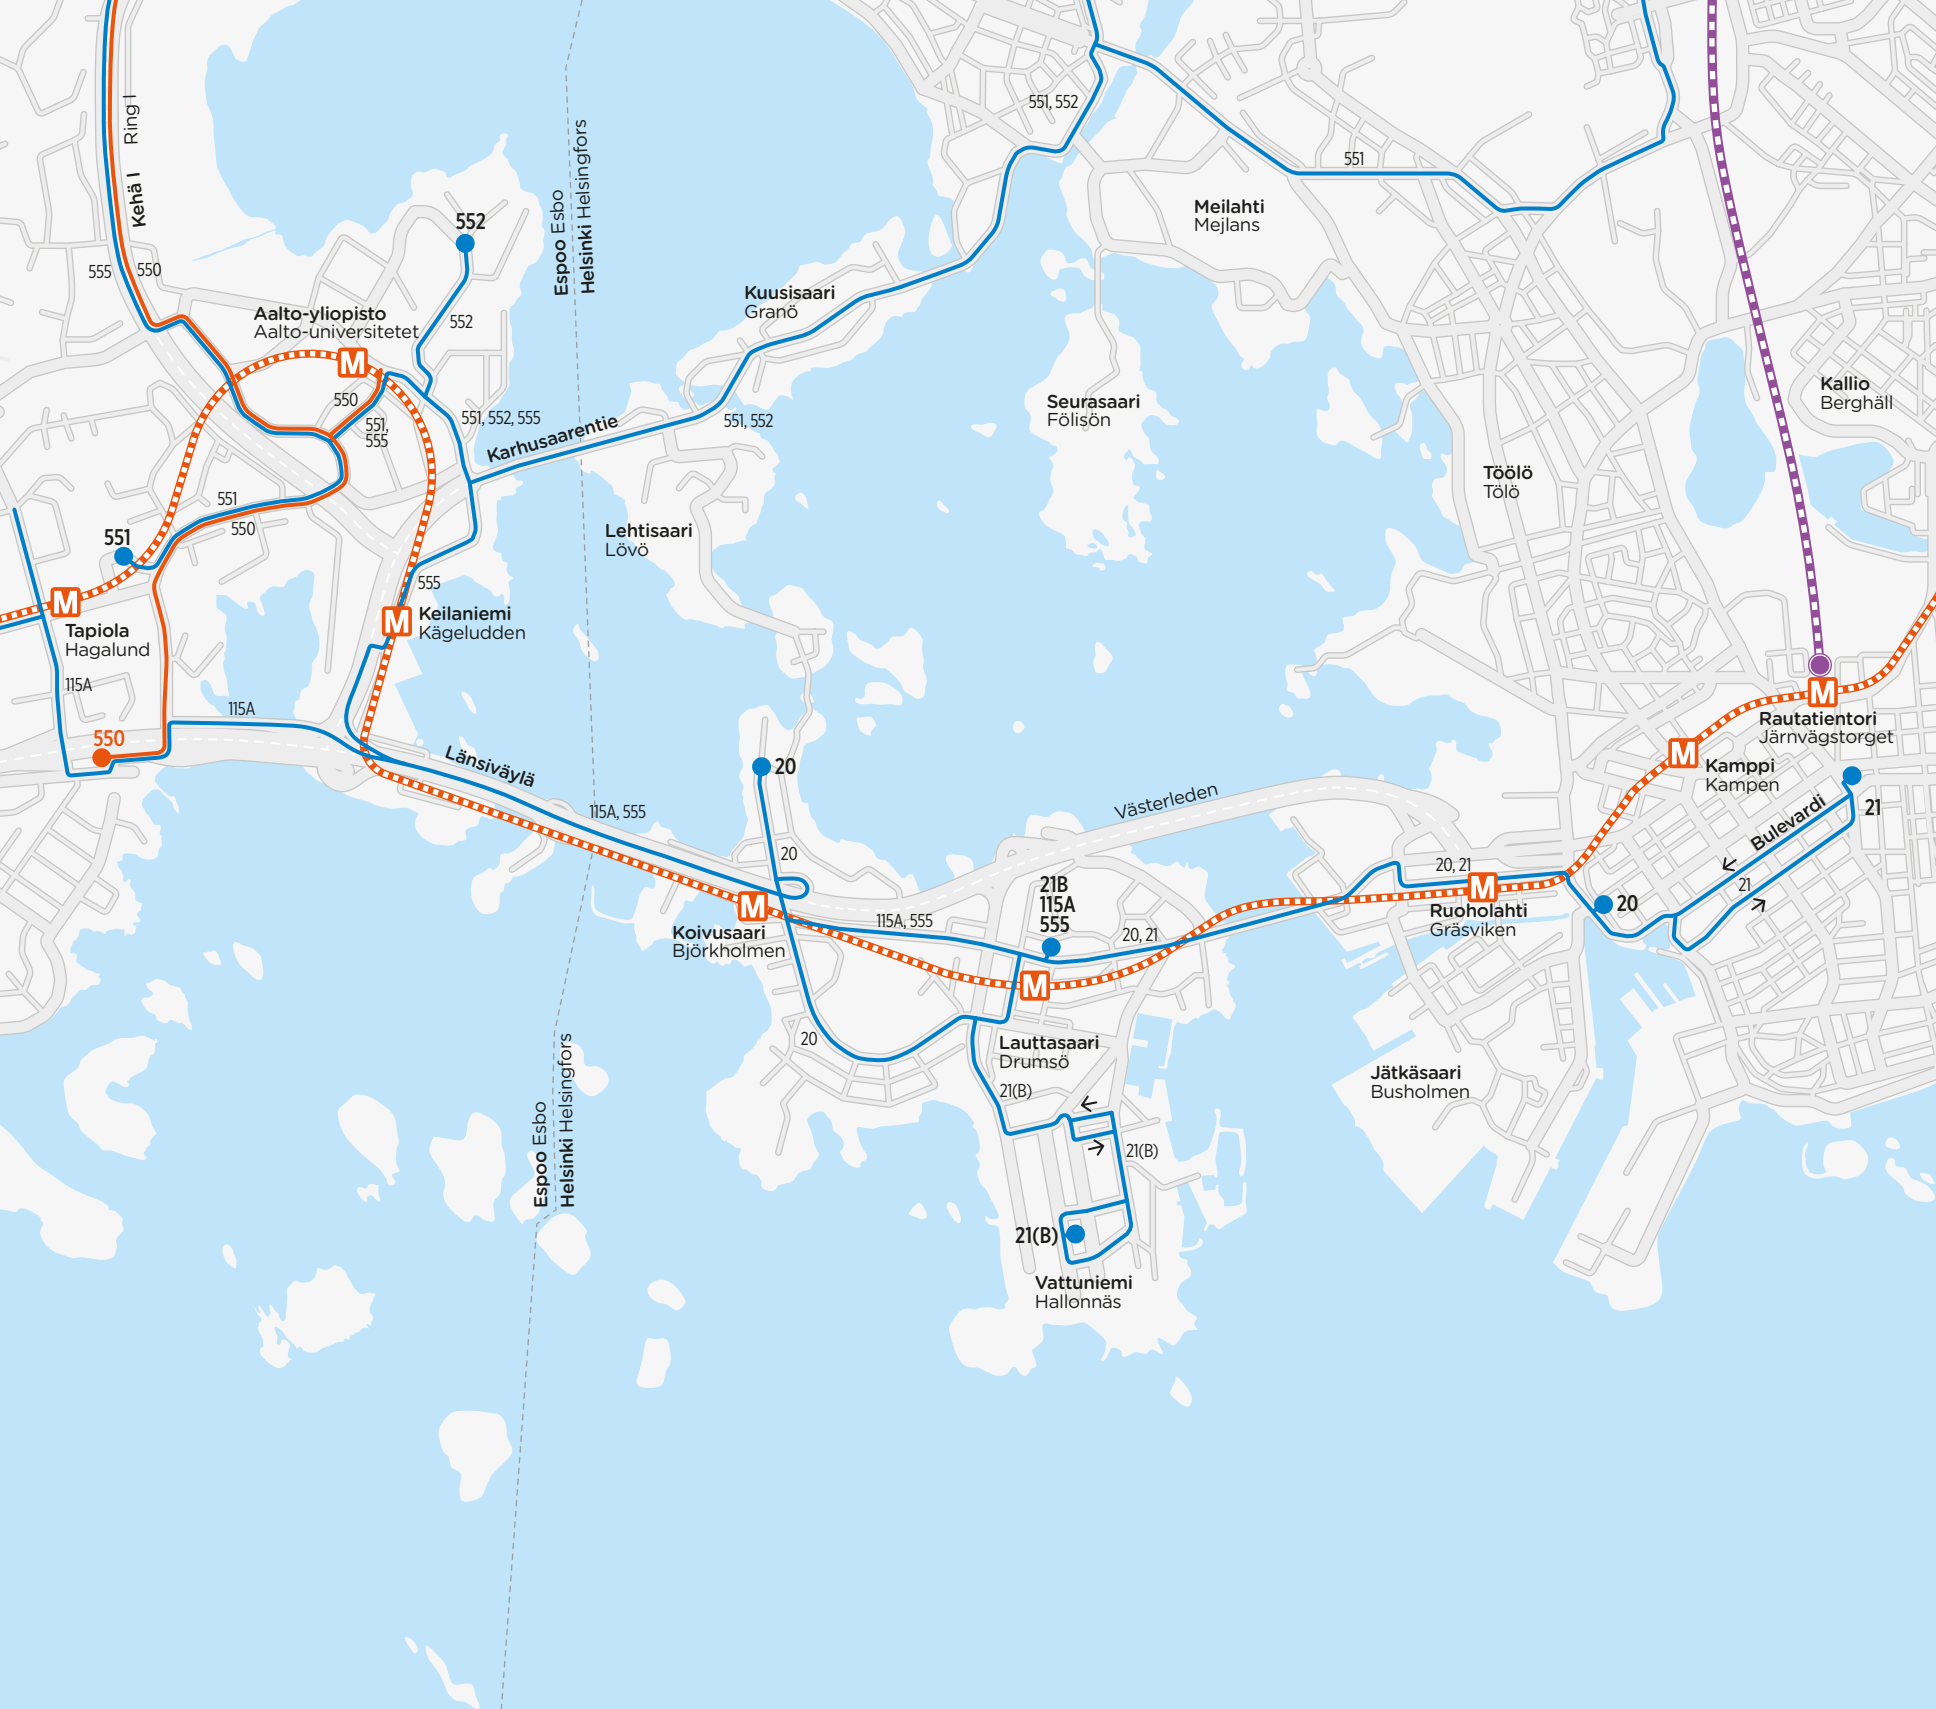 551, 552
Kehä I Ring I
Espoo Esbo
Helsinki Helsingfors
551
Meilahti
Mejlans
552
555
550
Kuusisaari
Granö
Aalto-yliopisto
Aalto-universitetet
552
M
Kallio
Berghäll
550
Seurasaari
Fölisön
551, 552, 555
551, 552
551,
555
Karhusaarentie
Töölö
Tölö
551
550
551
Lehtisaari
Lövö
555
M
M
Keilaniemi
Kägeludden
Tapiola
Hagalund
115A
M
115A
Rautatientori
Järnvägstorget
550
M
Länsiväylä
20
Kamppi
Kampen
Västerleden
115A, 555
21
Bulevardi
20
20, 21
21B
115A
555
M
21
M
Ruoholahti
Gräsviken
20
115A, 555
20, 21
Koivusaari
Björkholmen
M
20
Lauttasaari
Drumsö
Espoo Esbo
Helsinki Helsingfors
Jätkäsaari
Busholmen
21(B)
21(B)
21(B)
Vattuniemi
Hallonnäs